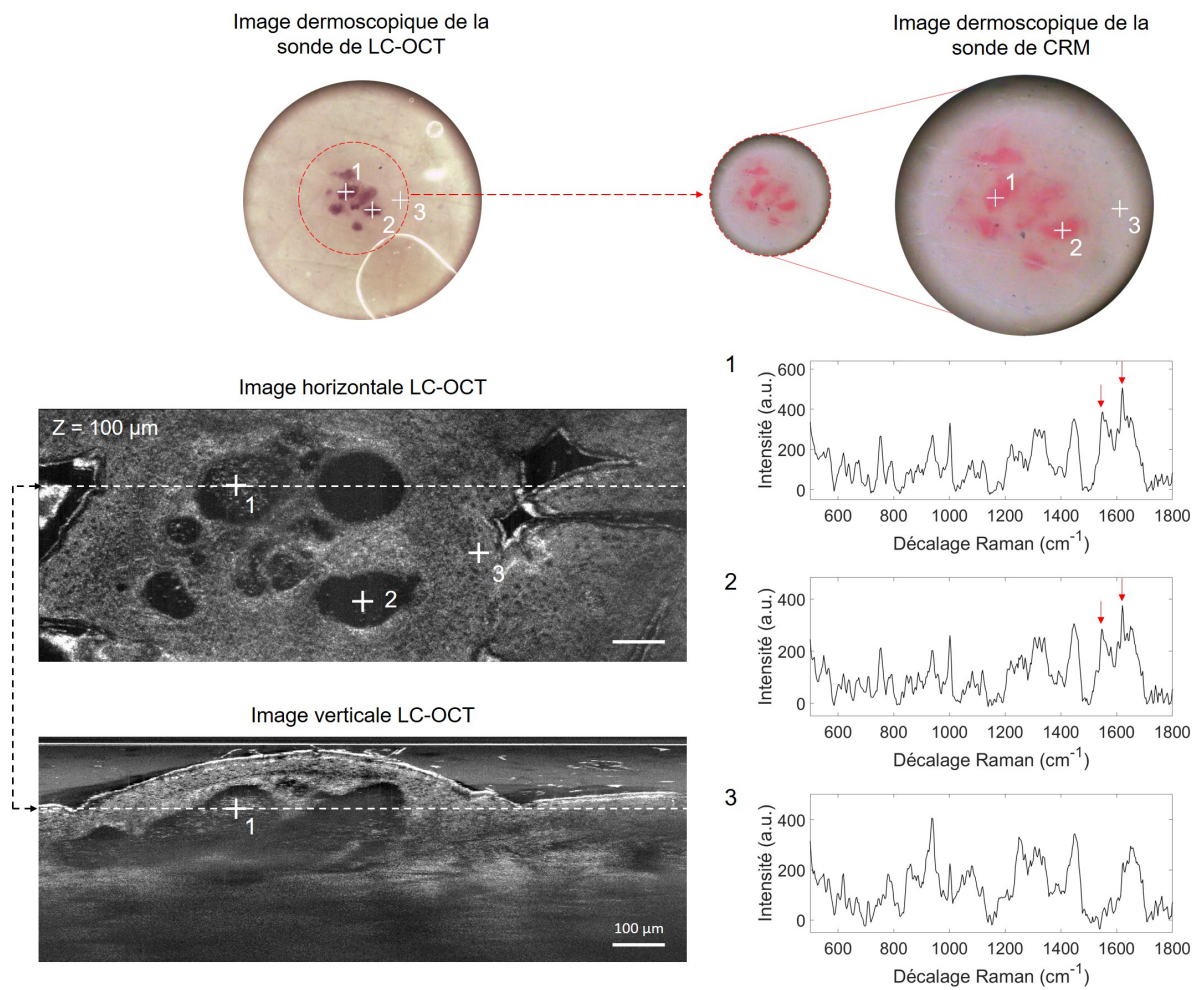 Image dermoscopique de la
sonde de LC-OCT
Image dermoscopique de la
sonde de CRM
1
2
3
1
2
3
Image horizontale LC-OCT
Z = 100 µm
1
2
3
Image verticale LC-OCT
1
100 µm
1
Intensité (a.u.)
600
400
200
0
600 800 1000 1200 1400 1600 1800
Décalage Raman (cm⁻¹)
2
Intensité (a.u.)
400
200
0
600 800 1000 1200 1400 1600 1800
Décalage Raman (cm⁻¹)
3
Intensité (a.u.)
400
200
0
600 800 1000 1200 1400 1600 1800
Décalage Raman (cm⁻¹)